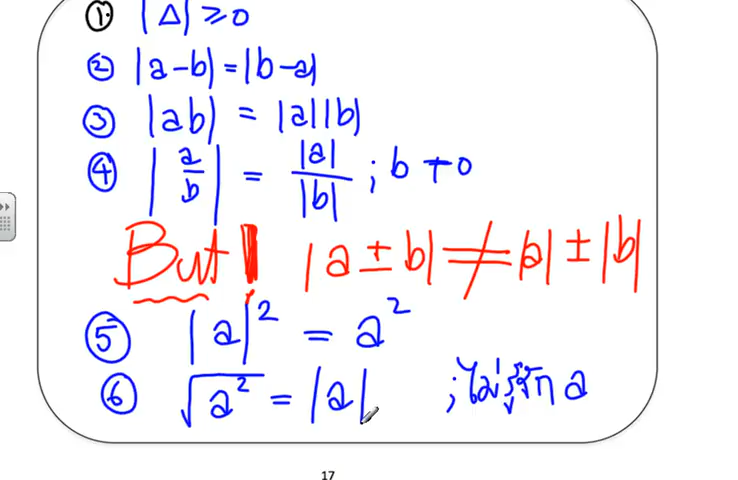 ① |Δ| ⩾ 0
② |a-b| = |b-a|
③ |ab| = |a||b|
④ |a/b| = |a|/|b| ; b ≠ 0
But! |a ± b| ≠ |a| ± |b|
⑤ |a|² = a²
⑥ √a² = |a| ; ไม่รู้จัก a
17